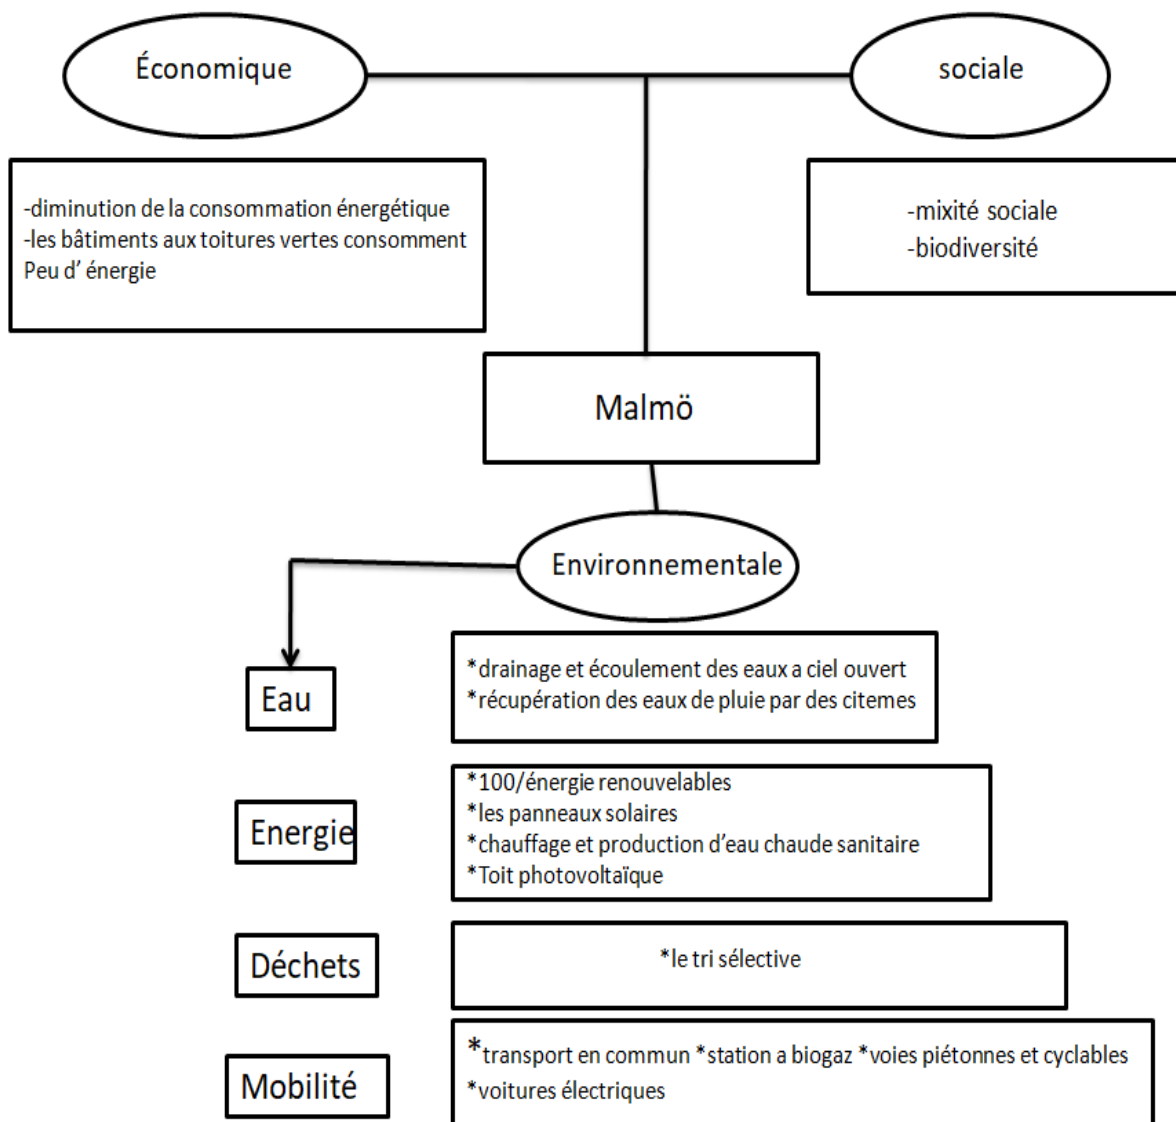 Économique
sociale
-diminution de la consommation énergétique
-les bâtiments aux toitures vertes consomment
Peu d' énergie
-mixité sociale
-biodiversité
Malmö
Environnementale
Eau
*drainage et écoulement des eaux a ciel ouvert
*récupération des eaux de pluie par des citemes
Energie
*100/énergie renouvelables
*les panneaux solaires
*chauffage et production d'eau chaude sanitaire
*Toit photovoltaïque
Déchets
*le tri sélective
Mobilité
*transport en commun *station a biogaz *voies piétonnes et cyclables
*voitures électriques